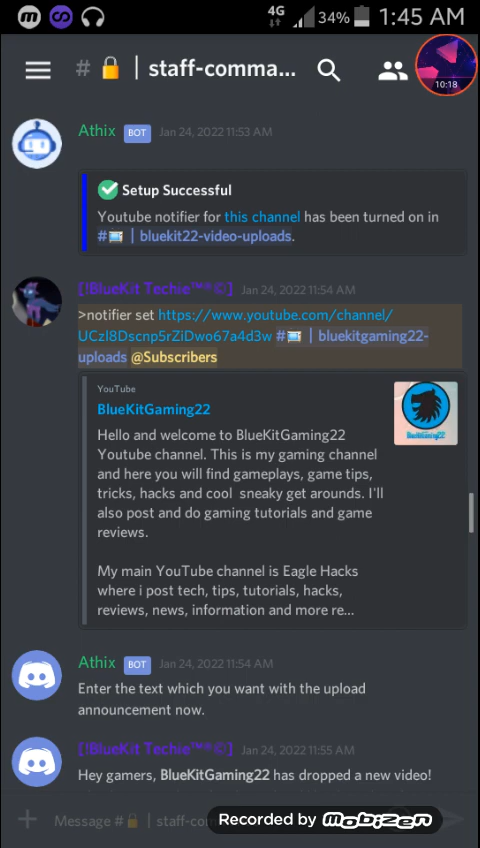 4G 34% 1:45 AM
# 🔒 | staff-comma...
10:18
Athix BOT Jan 24, 2022 11:53 AM
Setup Successful
Youtube notifier for this channel has been turned on in
# | bluekit22-video-uploads.
[!BlueKit Techie™®©] Jan 24, 2022 11:54 AM
>notifier set https://www.youtube.com/channel/
UCzl8Dscnp5rZiDwo67a4d3w # | bluekitgaming22-
uploads @Subscribers
YouTube
BlueKitGaming22
BlueKitGaming22
Hello and welcome to BlueKitGaming22
Youtube channel. This is my gaming channel
and here you will find gameplays, game tips,
tricks, hacks and cool sneaky get arounds. I'll
also post and do gaming tutorials and game
reviews.
My main YouTube channel is Eagle Hacks
where i post tech, tips, tutorials, hacks,
reviews, news, information and more re...
Athix BOT Jan 24, 2022 11:54 AM
Enter the text which you want with the upload
announcement now.
[!BlueKit Techie™®©] Jan 24, 2022 11:55 AM
Hey gamers, BlueKitGaming22 has dropped a new video!
Message # 🔒 | staff-com
Recorded by Mobizen